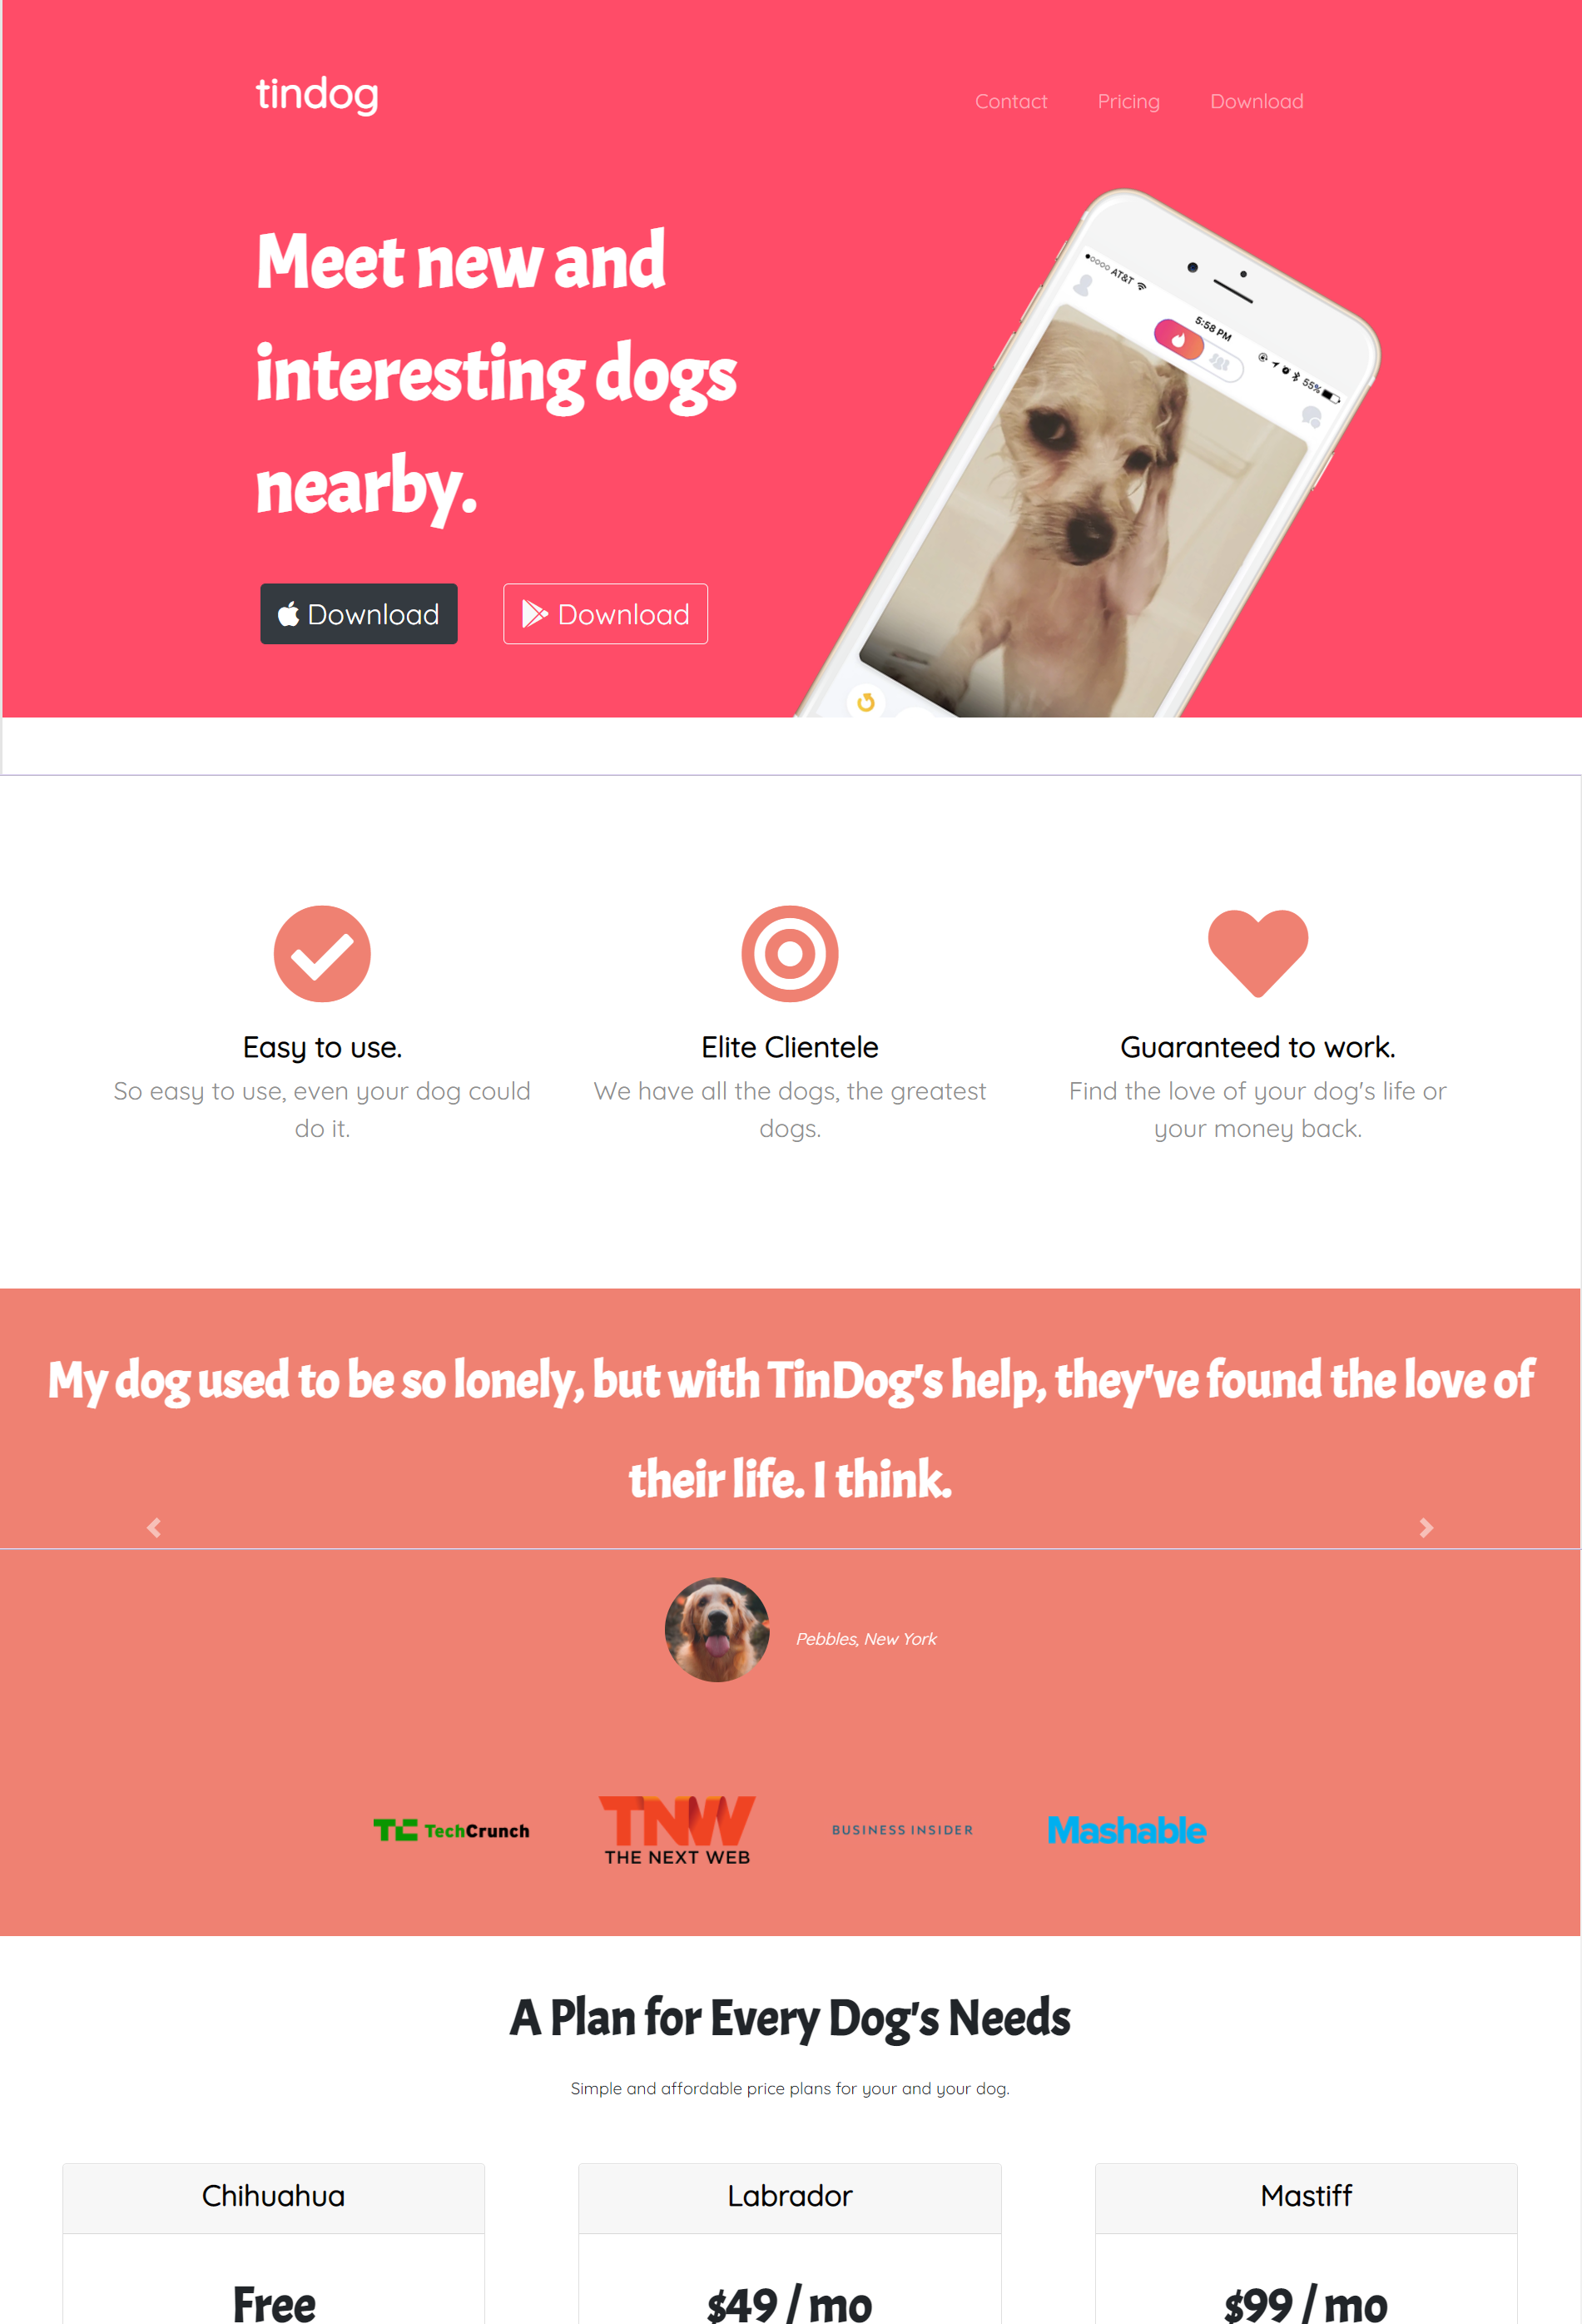 tindog
Contact Pricing Download
Meet new and
interesting dogs
nearby.
●○○○○ AT&T
5:58 PM
55%
Download Download
Easy to use.
So easy to use, even your dog could
do it.
Elite Clientele
We have all the dogs, the greatest
dogs.
Guaranteed to work.
Find the love of your dog's life or
your money back.
My dog used to be so lonely, but with TinDog's help, they've found the love of
their life. I think.
Pebbles, New York
TC TechCrunch
TNW
THE NEXT WEB
BUSINESS INSIDER
Mashable
A Plan for Every Dog's Needs
Simple and affordable price plans for your and your dog.
Chihuahua
Free
Labrador
$49 / mo
Mastiff
$99 / mo